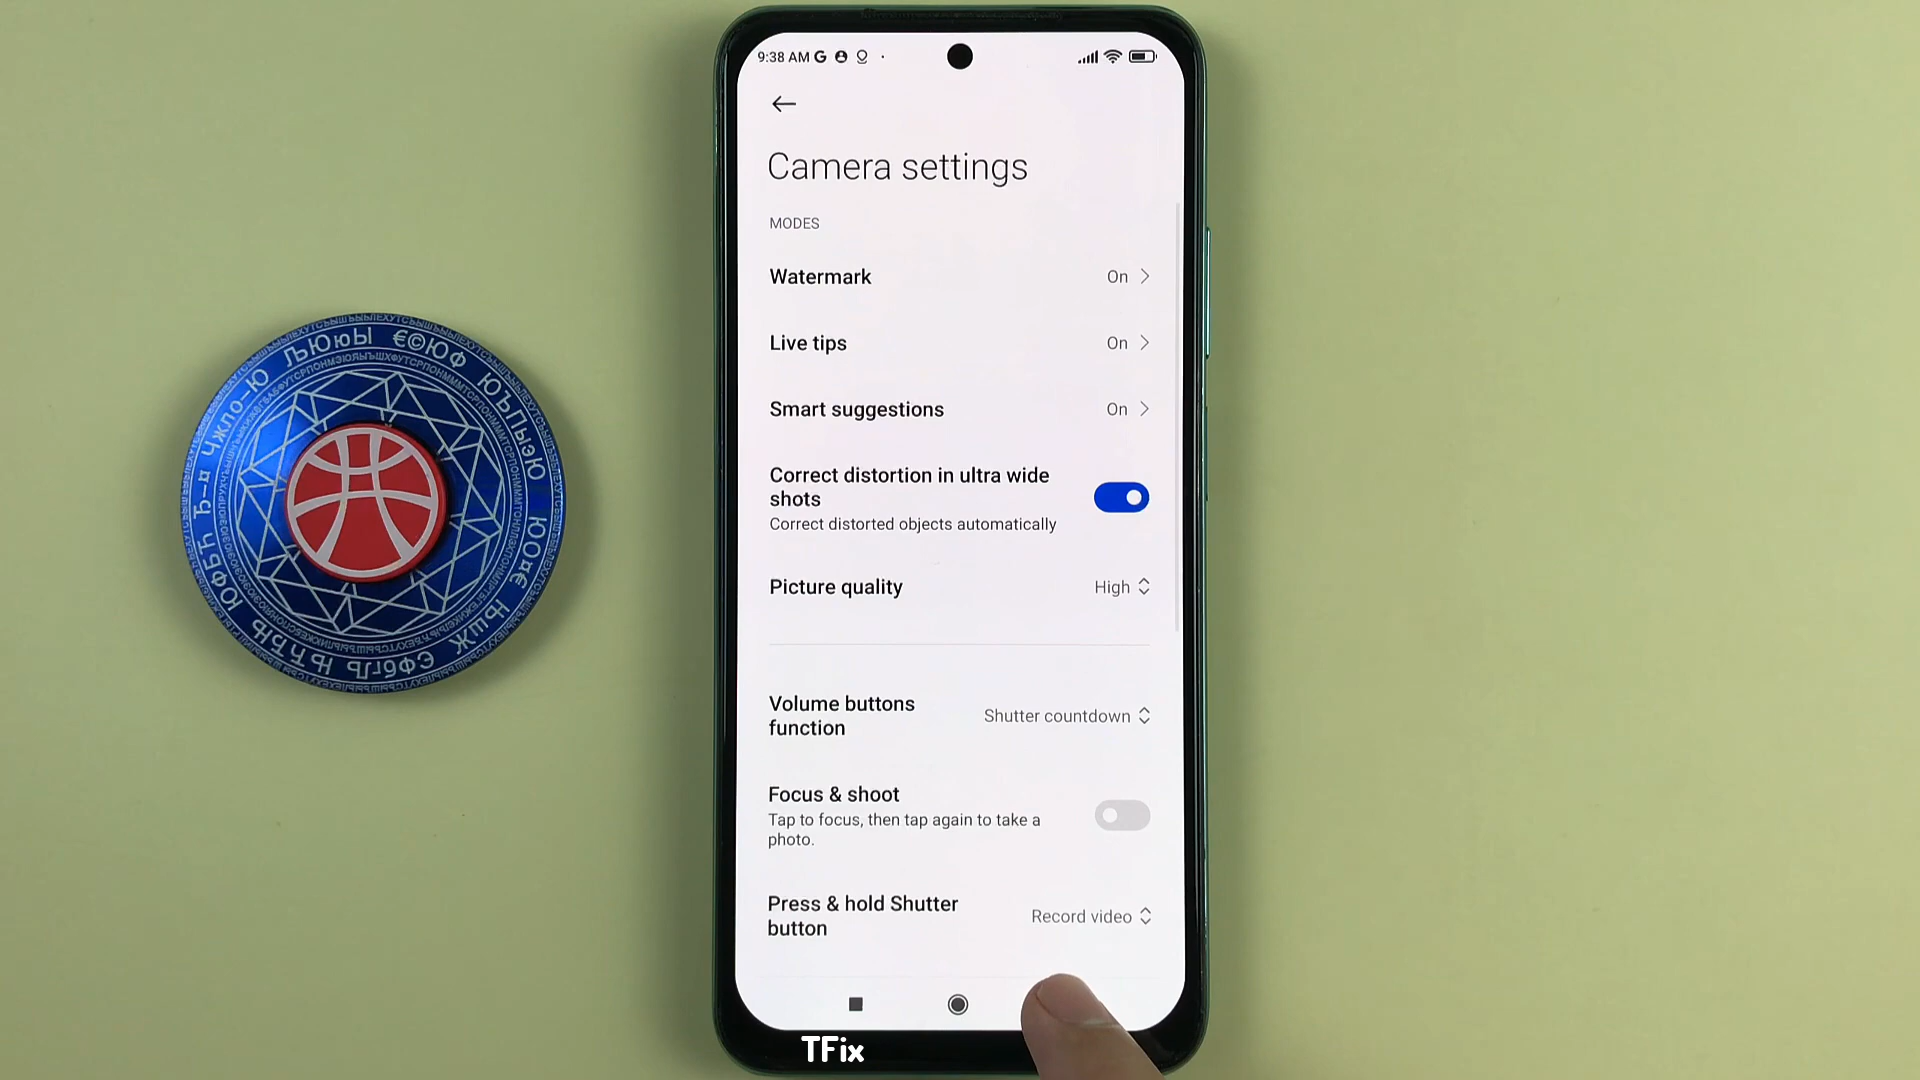 9:38 AM
Camera settings
MODES
Watermark On
Live tips On
Smart suggestions On
Correct distortion in ultra wide
shots
Correct distorted objects automatically
Picture quality High
Volume buttons
function
Shutter countdown
Focus & shoot
Tap to focus, then tap again to take a
photo.
Press & hold Shutter
button
Record video
TFix